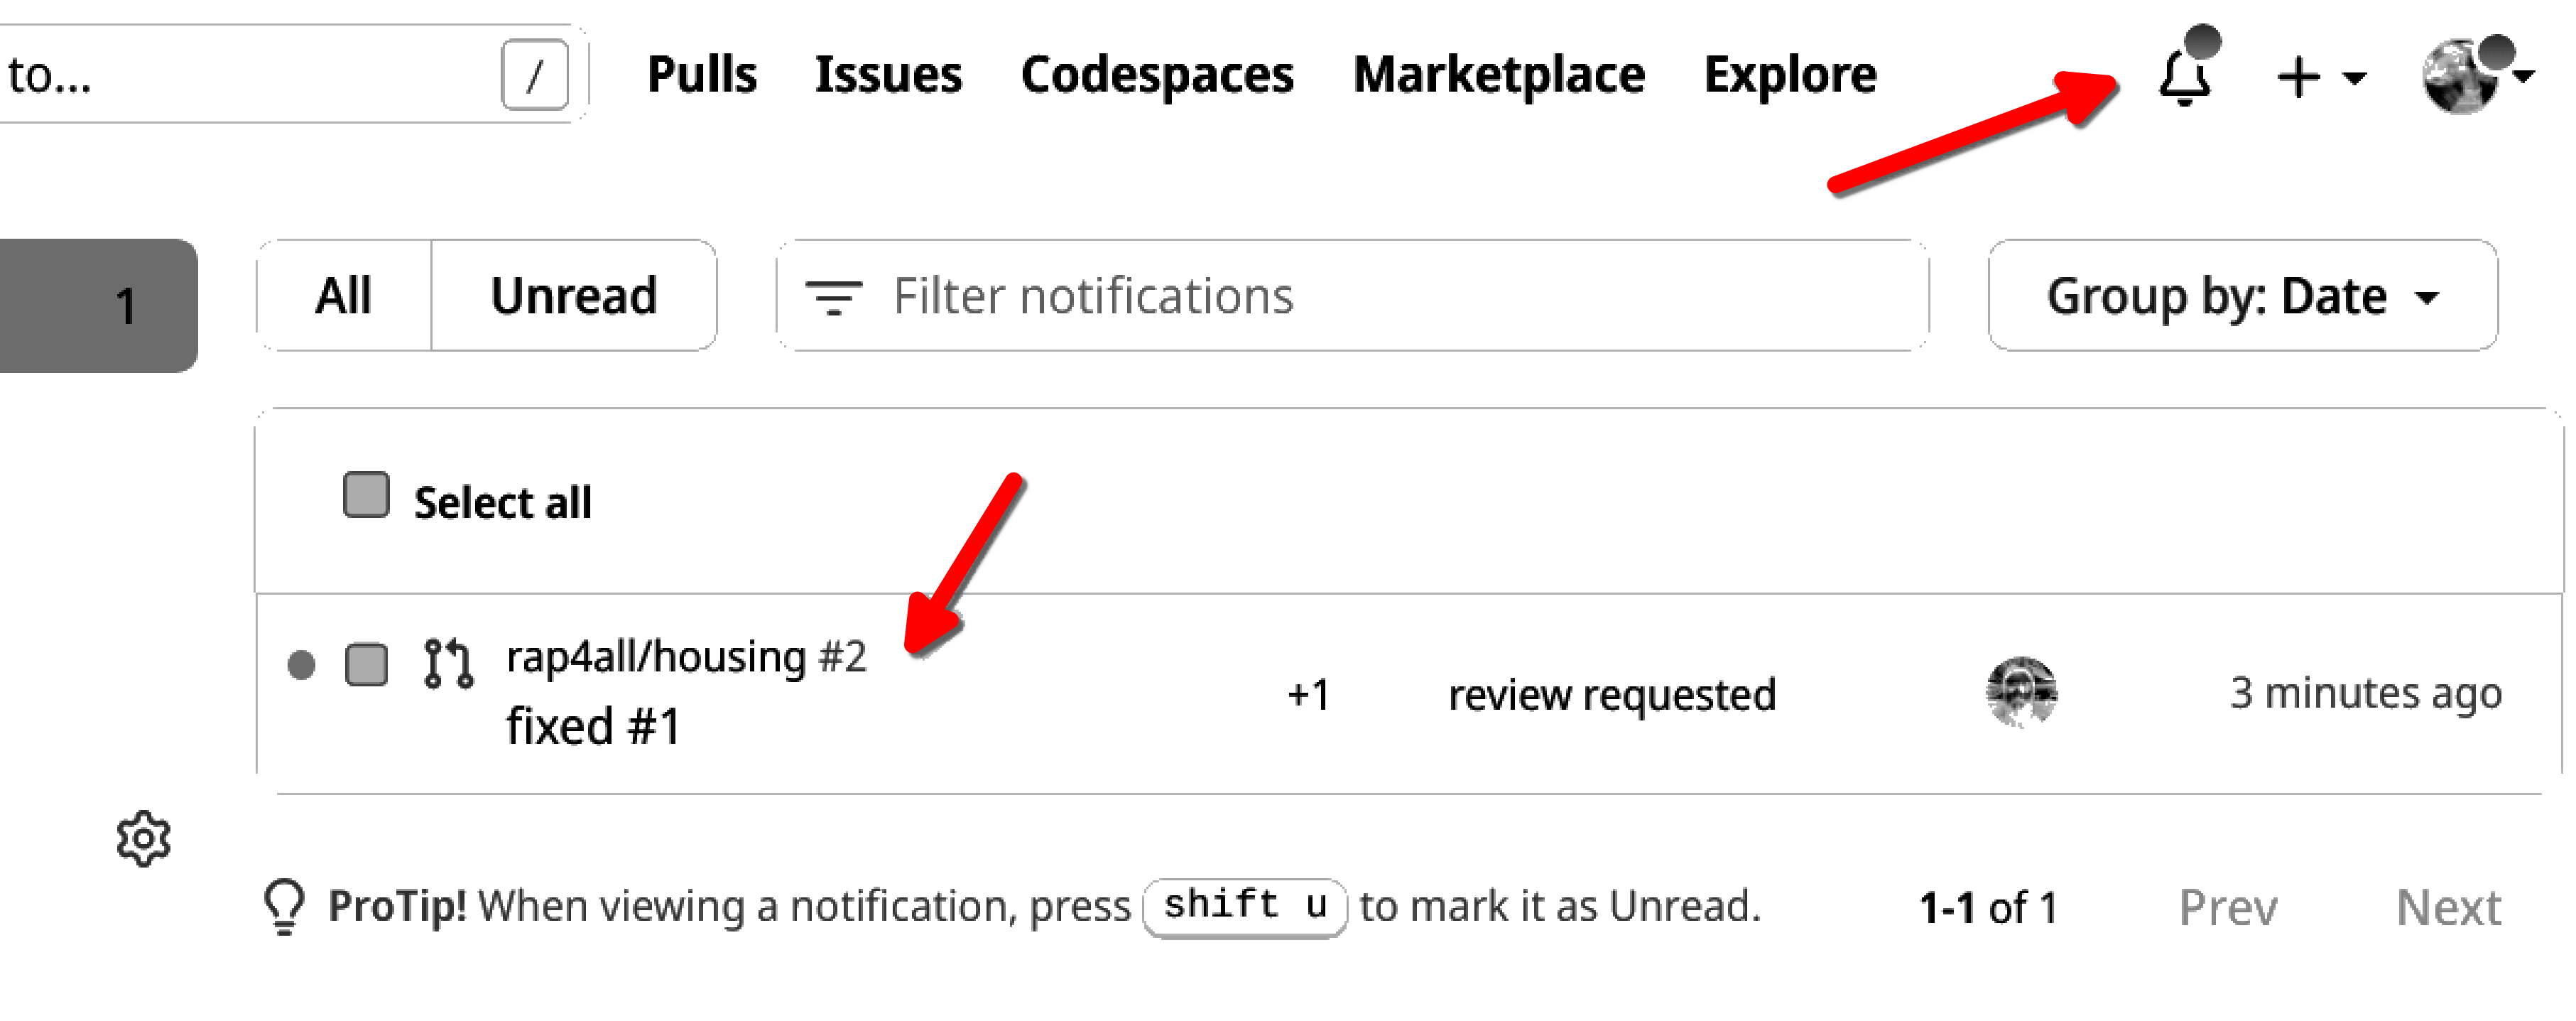 to... / Pulls Issues Codespaces Marketplace Explore
1 All Unread Filter notifications Group by: Date
Select all
rap4all/housing #2
fixed #1
+1 review requested 3 minutes ago
ProTip! When viewing a notification, press shift u to mark it as Unread. 1-1 of 1 Prev Next